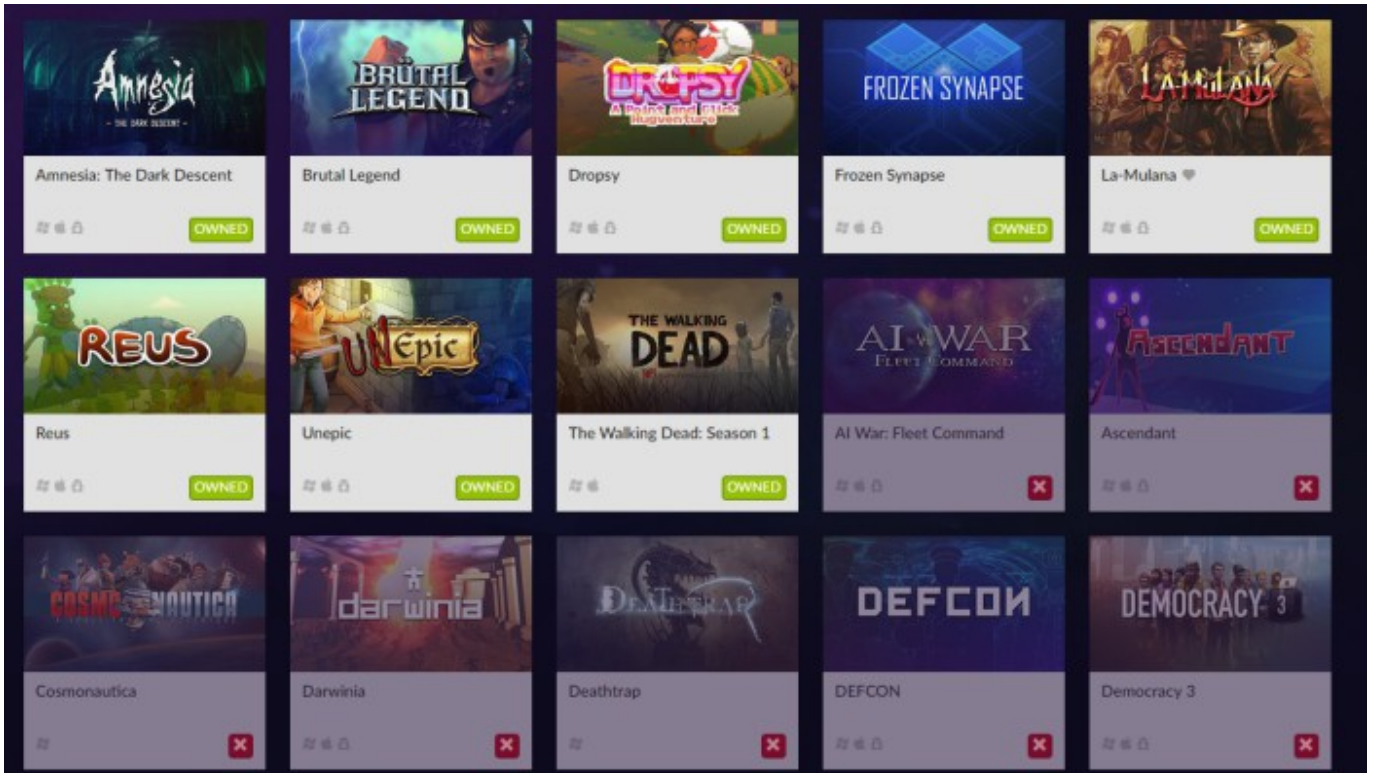 Amnesia
- THE DARK DESCENT -
BRÜTAL
LEGEND
DROPSY
A Point and Click
Hugventure
FROZEN SYNAPSE
LA-MULANA
Amnesia: The Dark Descent
Brutal Legend
Dropsy
Frozen Synapse
La-Mulana
OWNED
OWNED
OWNED
OWNED
OWNED
REUS
UNEpic
THE WALKING
DEAD
AI WAR
FLEET COMMAND
ASCENDANT
Reus
Unepic
The Walking Dead: Season 1
AI War: Fleet Command
Ascendant
OWNED
OWNED
OWNED
COSMONAUTICA
darwinia
DEATHTRAP
DEFCON
DEMOCRACY 3
Cosmonautica
Darwinia
Deathtrap
DEFCON
Democracy 3